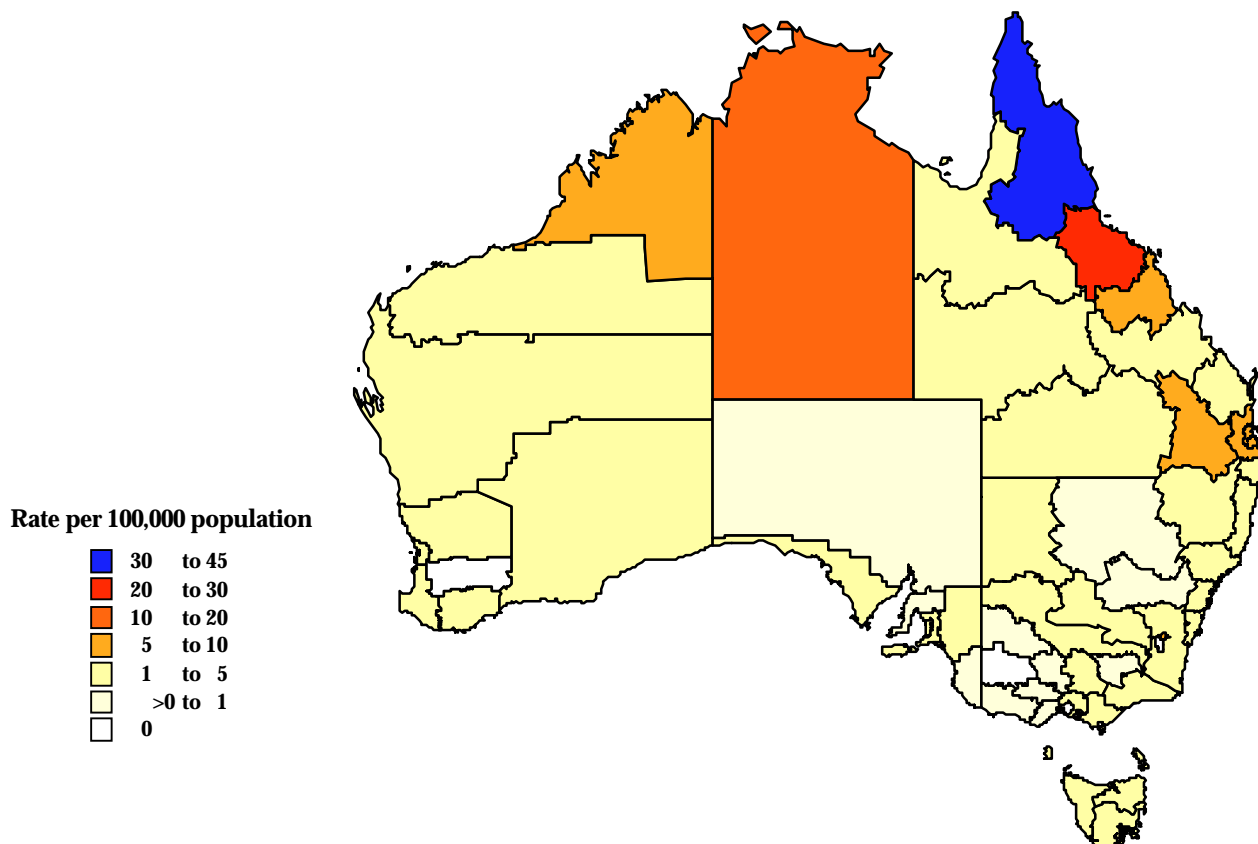 Rate per 100,000 population
30 to 45
20 to 30
10 to 20
5 to 10
1 to 5
>0 to 1
0